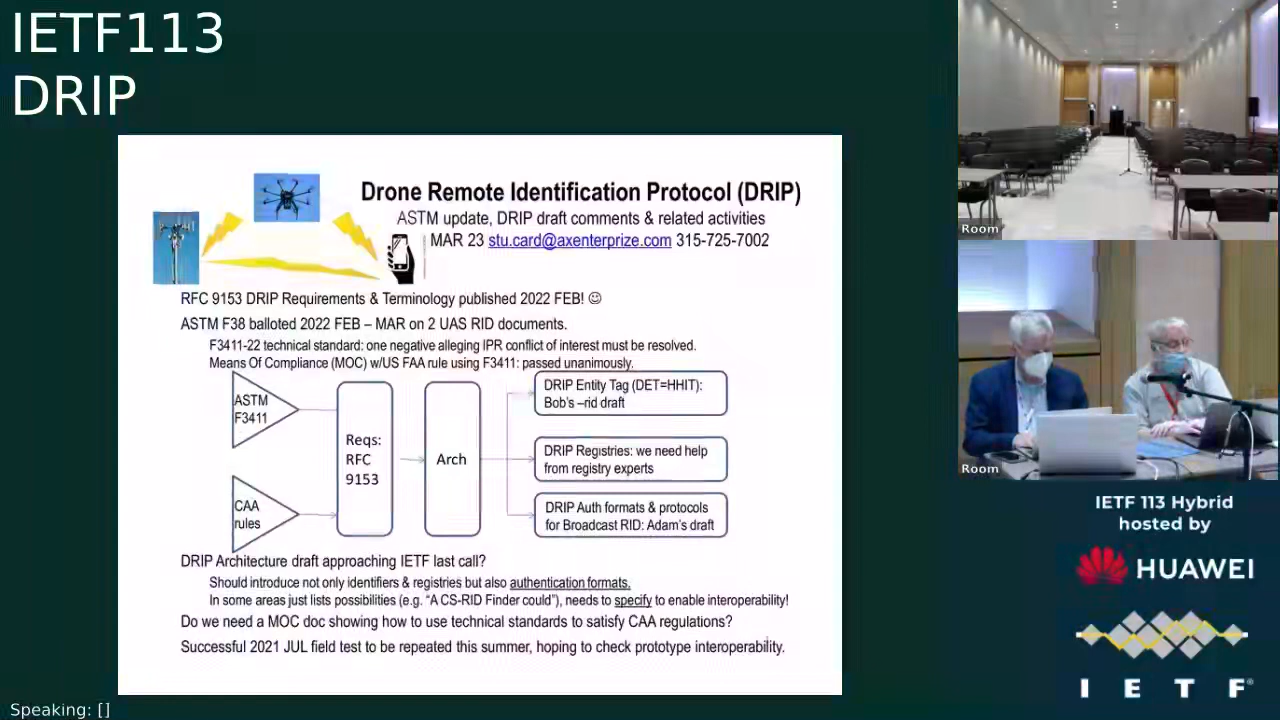 IETF113
DRIP
Drone Remote Identification Protocol (DRIP)
ASTM update, DRIP draft comments & related activities
MAR 23 stu.card@axenterprize.com 315-725-7002
RFC 9153 DRIP Requirements & Terminology published 2022 FEB! ☺
ASTM F38 balloted 2022 FEB – MAR on 2 UAS RID documents.
F3411-22 technical standard: one negative alleging IPR conflict of interest must be resolved.
Means Of Compliance (MOC) w/US FAA rule using F3411: passed unanimously.
ASTM
F3411
CAA
rules
Reqs:
RFC
9153
Arch
DRIP Entity Tag (DET=HHIT):
Bob's –rid draft
DRIP Registries: we need help
from registry experts
DRIP Auth formats & protocols
for Broadcast RID: Adam's draft
DRIP Architecture draft approaching IETF last call?
Should introduce not only identifiers & registries but also authentication formats.
In some areas just lists possibilities (e.g. "A CS-RID Finder could"), needs to specify to enable interoperability!
Do we need a MOC doc showing how to use technical standards to satisfy CAA regulations?
Successful 2021 JUL field test to be repeated this summer, hoping to check prototype interoperability.
Room
Room
IETF 113 Hybrid
hosted by
HUAWEI
I E T F®
Speaking: []